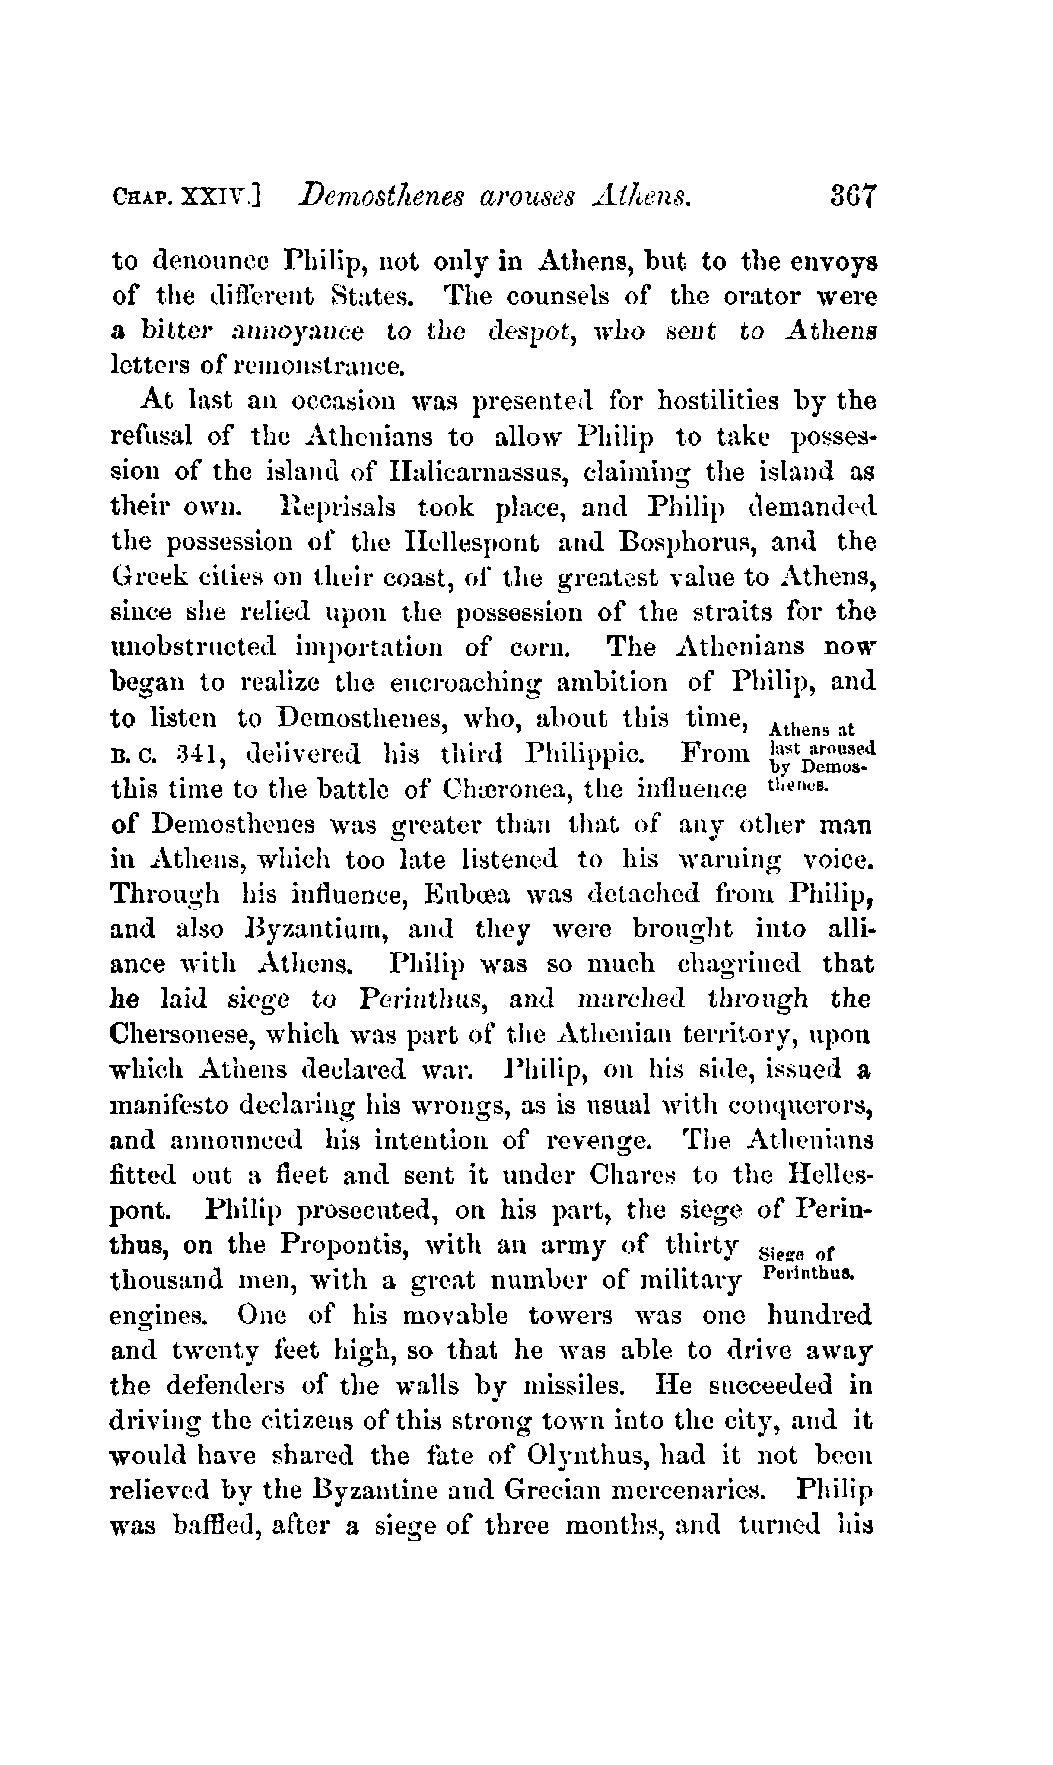 CHAP. XXIV.] Demosthenes arouses Athens. 367
to denounce Philip, not only in Athens, but to the envoys
of the different States. The counsels of the orator were
a bitter annoyance to the despot, who sent to Athens
letters of remonstrance.
At last an occasion was presented for hostilities by the
refusal of the Athenians to allow Philip to take posses-
sion of the island of Halicarnassus, claiming the island as
their own. Reprisals took place, and Philip demanded
the possession of the Hellespont and Bosphorus, and the
Greek cities on their coast, of the greatest value to Athens,
since she relied upon the possession of the straits for the
unobstructed importation of corn. The Athenians now
began to realize the encroaching ambition of Philip, and
to listen to Demosthenes, who, about this time,
B. C. 341, delivered his third Philippic. From
this time to the battle of Chæronea, the influence
Athens at
last aroused
by Demos-
thenes.
of Demosthenes was greater than that of any other man
in Athens, which too late listened to his warning voice.
Through his influence, Eubœa was detached from Philip,
and also Byzantium, and they were brought into alli-
ance with Athens. Philip was so much chagrined that
he laid siege to Perinthus, and marched through the
Chersonese, which was part of the Athenian territory, upon
which Athens declared war. Philip, on his side, issued a
manifesto declaring his wrongs, as is usual with conquerors,
and announced his intention of revenge. The Athenians
fitted out a fleet and sent it under Chares to the Helles-
pont. Philip prosecuted, on his part, the siege of Perin-
thus, on the Propontis, with an army of thirty
thousand men, with a great number of military
Siege of
Perinthus.
engines. One of his movable towers was one hundred
and twenty feet high, so that he was able to drive away
the defenders of the walls by missiles. He succeeded in
driving the citizens of this strong town into the city, and it
would have shared the fate of Olynthus, had it not been
relieved by the Byzantine and Grecian mercenaries. Philip
was baffled, after a siege of three months, and turned his